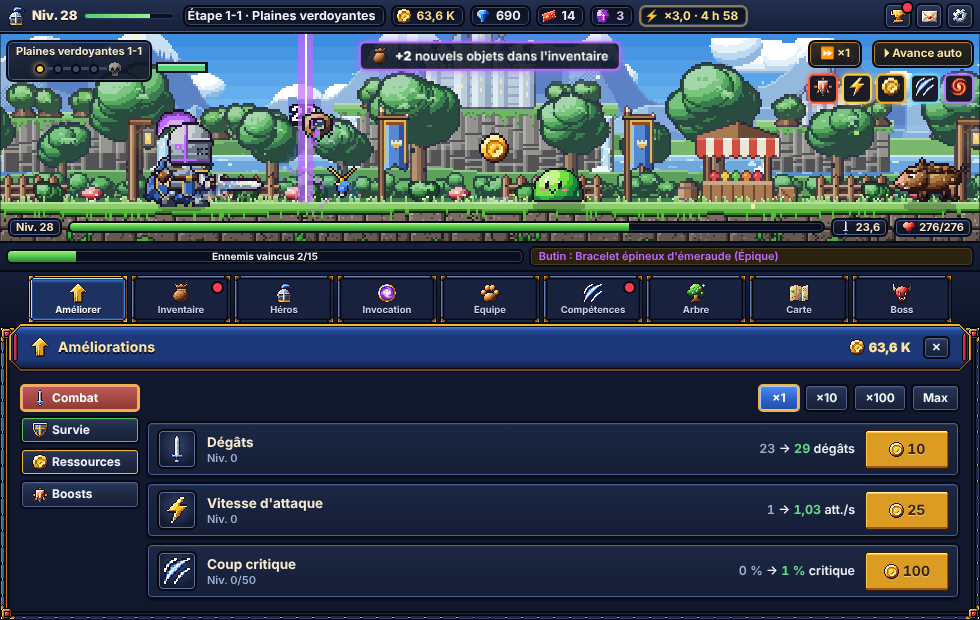 Niv. 28
Étape 1-1 · Plaines verdoyantes
63,6 K
690
14
3
×3,0 · 4 h 58
Plaines verdoyantes 1-1
+2 nouvels objets dans l'inventaire
×1
Avance auto
Niv. 28
23,6
276/276
Ennemis vaincus 2/15
Butin : Bracelet épineux d'émeraude (Épique)
Améliorer
Inventaire
Héros
Invocation
Equipe
Compétences
Arbre
Carte
Boss
Améliorations
63,6 K
×
Combat
Survie
Ressources
Boosts
×1
×10
×100
Max
Dégâts
Niv. 0
23 → 29 dégâts
10
Vitesse d'attaque
Niv. 0
1 → 1,03 att./s
25
Coup critique
Niv. 0/50
0 % → 1 % critique
100